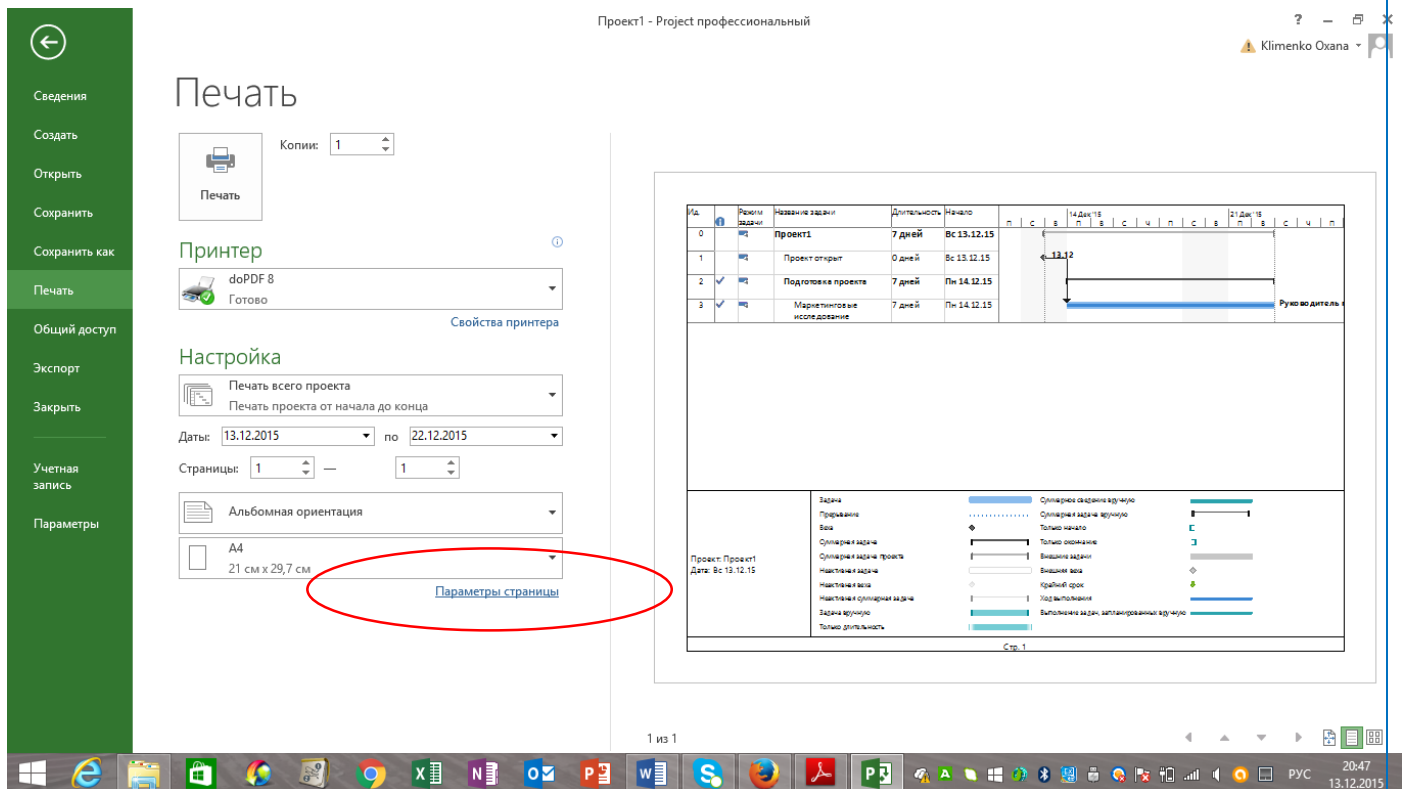 Проект1 - Project профессиональный
Klimenko Oxana
Сведения
Создать
Открыть
Сохранить
Сохранить как
Печать
Общий доступ
Экспорт
Закрыть
Учетная
запись
Параметры
Печать
Копии: 1
Печать
Принтер
doPDF 8
Готово
Свойства принтера
Настройка
Печать всего проекта
Печать проекта от начала до конца
Даты: 13.12.2015 по 22.12.2015
Страницы: 1 — 1
Альбомная ориентация
A4
21 см x 29,7 см
Параметры страницы
Ид. Режим задачи Название задачи Длительность Начало 14 Дек '15 21 Дек '15
П С В П В С Ч П С В П В С Ч П
0 Проект1 7 дней Вс 13.12.15
1 Проект открыт 0 дней Вс 13.12.15 13.12
2 Подготовка проекта 7 дней Пн 14.12.15
3 Маркетинговые 7 дней Пн 14.12.15 Руководитель
исследование
Проект: Проект1
Дата: Вс 13.12.15
Задача
Прерывание
Веха
Суммарная задача
Суммарная задача проекта
Неактивная задача
Неактивная веха
Неактивная суммарная задача
Задача вручную
Только длительность
Суммарное сведение вручную
Суммарная задача вручную
Только начало
Только окончание
Внешние задачи
Внешняя веха
Крайний срок
Ход выполнения
Выполнение задач, запланированных вручную
Стр. 1
1 из 1
РУС
20:47
13.12.2015